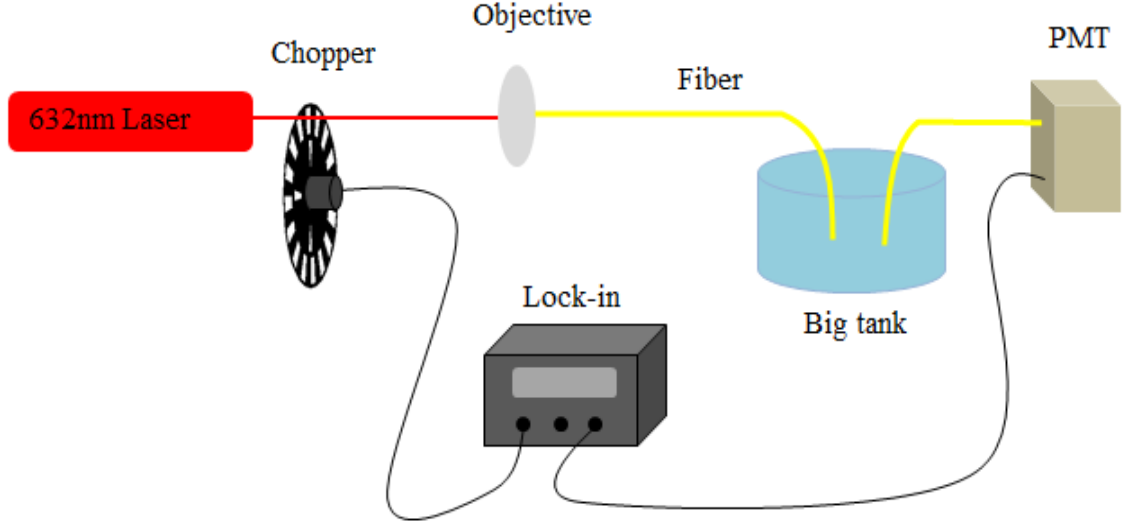 Objective
PMT
Chopper
Fiber
632nm Laser
Lock-in
Big tank